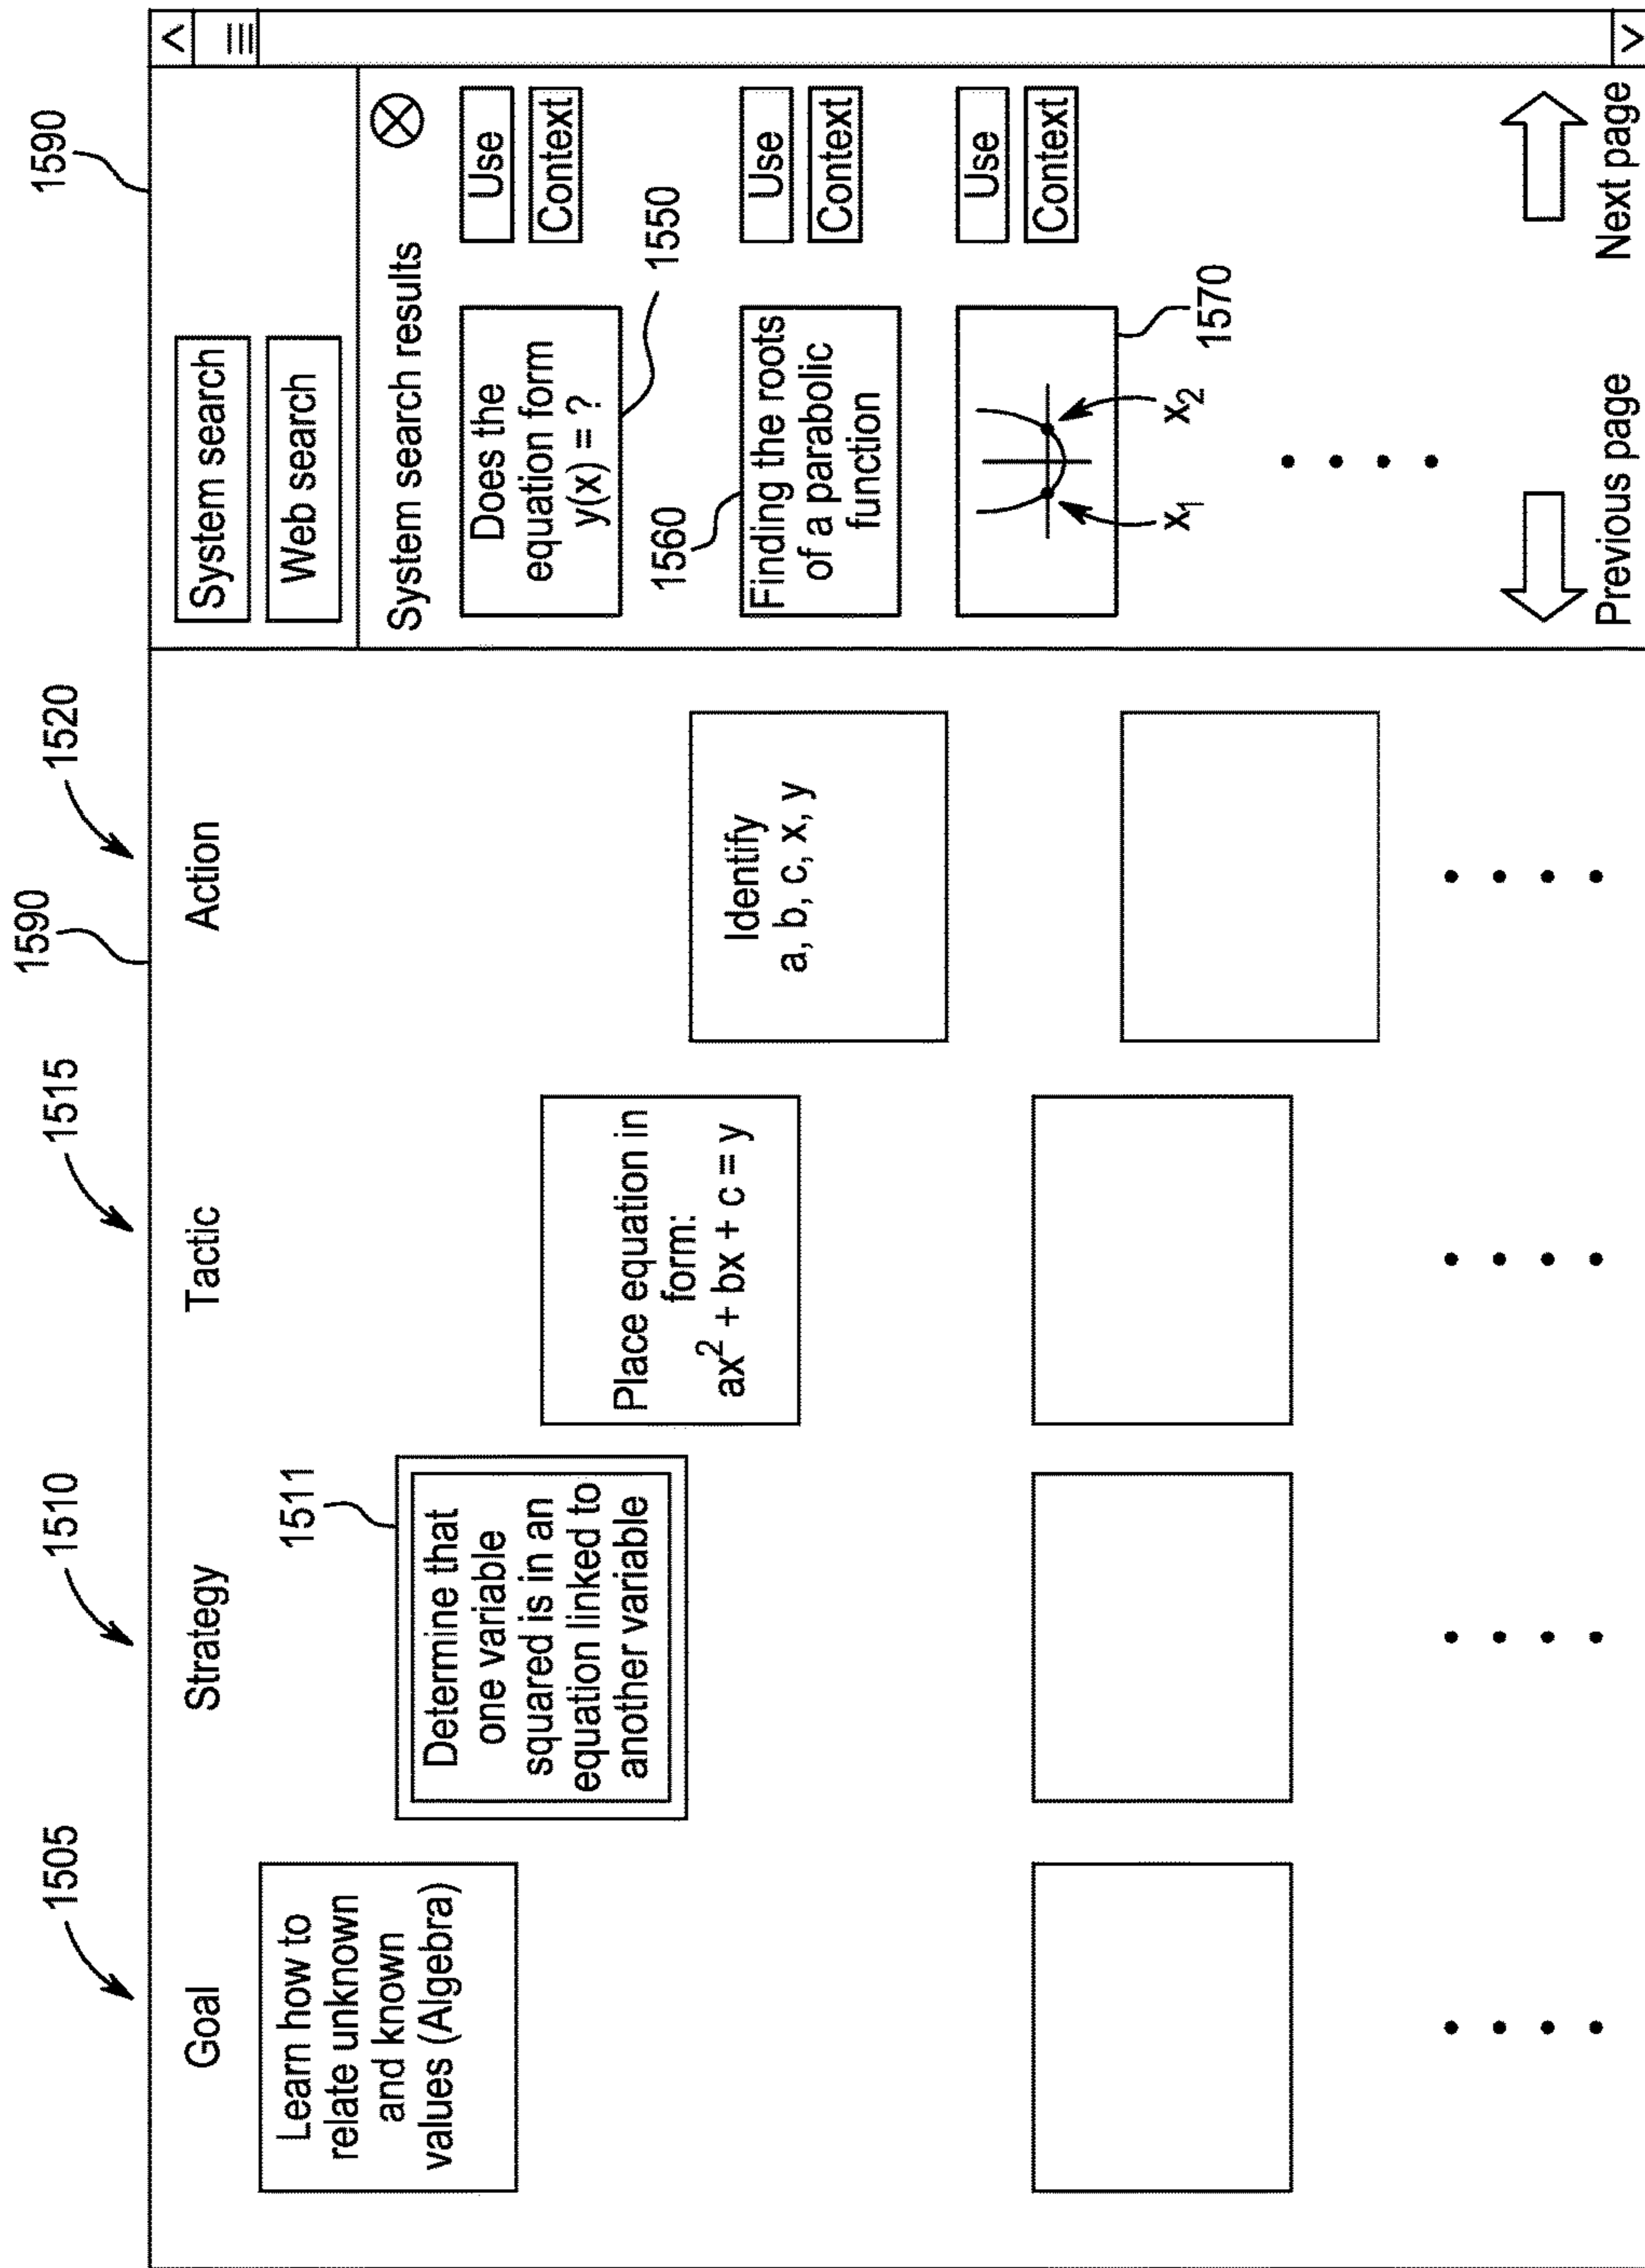 1505
1510
1515
1590
1520
1590
Goal
Strategy
Tactic
Action
Learn how to
relate unknown
and known
values (Algebra)
1511
Determine that
one variable
squared is in an
equation linked to
another variable
Place equation in
form:
ax² + bx + c = y
Identify
a, b, c, x, y
System search
Web search
System search results
Does the
equation form
y(x) = ?
Use
Context
1550
1560
Finding the roots
of a parabolic
function
Use
Context
x₁
x₂
Use
Context
1570
Previous page
Next page